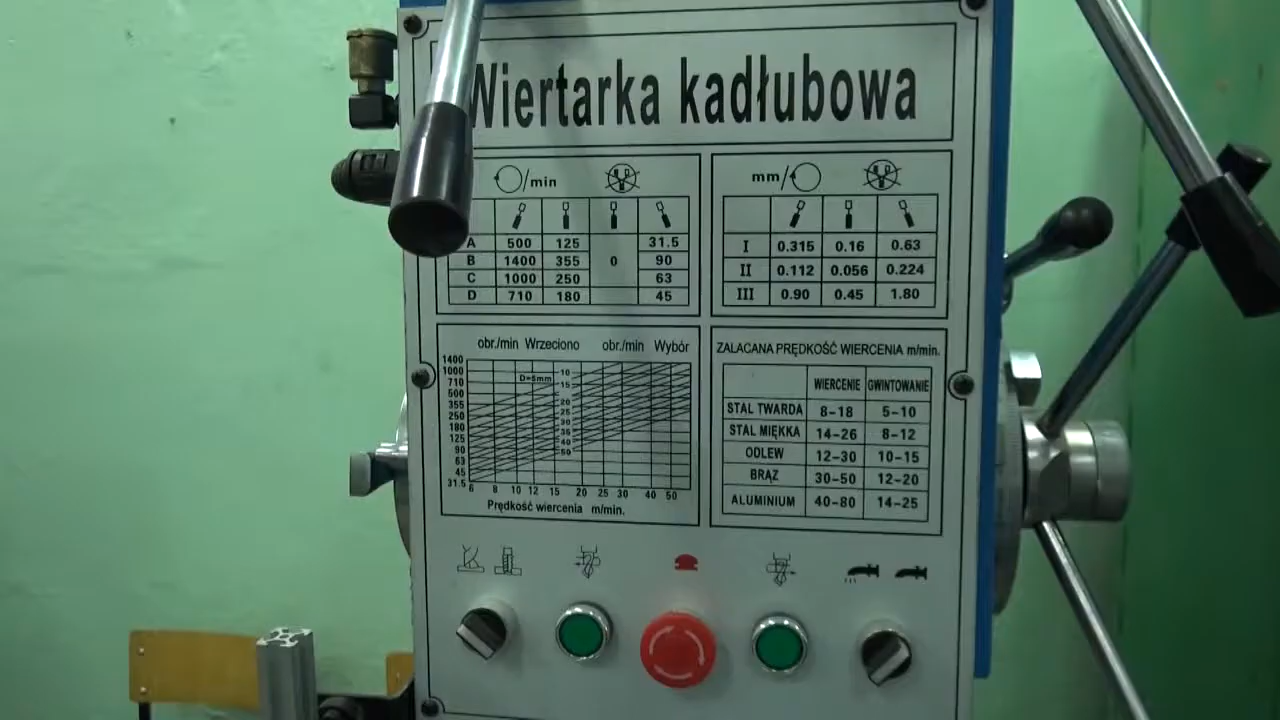 Wiertarka kadłubowa
/min
A 500 125 0 31.5
B 1400 355 90
C 1000 250 63
D 710 180 45
mm/
I 0.315 0.16 0.63
II 0.112 0.056 0.224
III 0.90 0.45 1.80
obr./min Wrzeciono obr./min Wybór
D=6mm
1400
1000
710
500
355
250
180
125
90
63
45
31.5
10
15
20
25
30
35
40
50
6 8 10 12 15 20 25 30 40 50
Prędkość wiercenia m/min.
ZALACANA PRĘDKOŚĆ WIERCENIA m/min.
WIERCENIE GWINTOWANIE
STAL TWARDA 8-18 5-10
STAL MIĘKKA 14-26 8-12
ODLEW 12-30 10-15
BRĄZ 30-50 12-20
ALUMINIUM 40-80 14-25